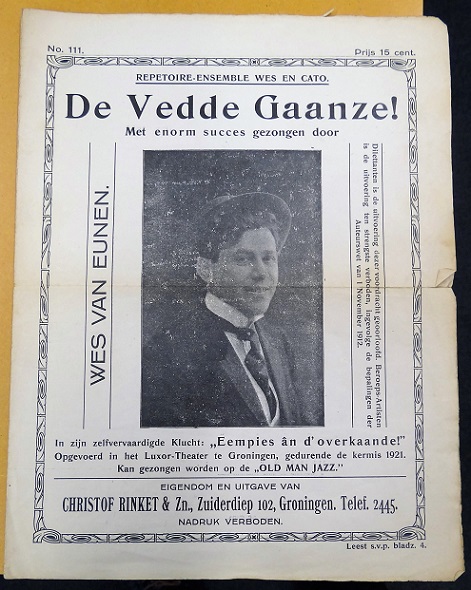 No. 111.
Prijs 15 cent.
REPETOIRE-ENSEMBLE WES EN CATO.
De Vedde Gaanze!
Met enorm succes gezongen door
WES VAN EUNEN.
Dilettanten is de uitvoering dezer voordracht geoorloofd. Beroeps-Artisten
is de uitvoering ten strengste verboden, ingevolge de bepalingen der
Auteurswet van 1 November 1912.
In zijn zelfvervaardigde Klucht: „Eempies ân d'overkaande!"
Opgevoerd in het Luxor-Theater te Groningen, gedurende de kermis 1921.
Kan gezongen worden op de „OLD MAN JAZZ."
EIGENDOM EN UITGAVE VAN
CHRISTOF RINKET & Zn., Zuiderdiep 102, Groningen. Telef. 2445.
NADRUK VERBODEN.
Leest s.v.p. bladz. 4.